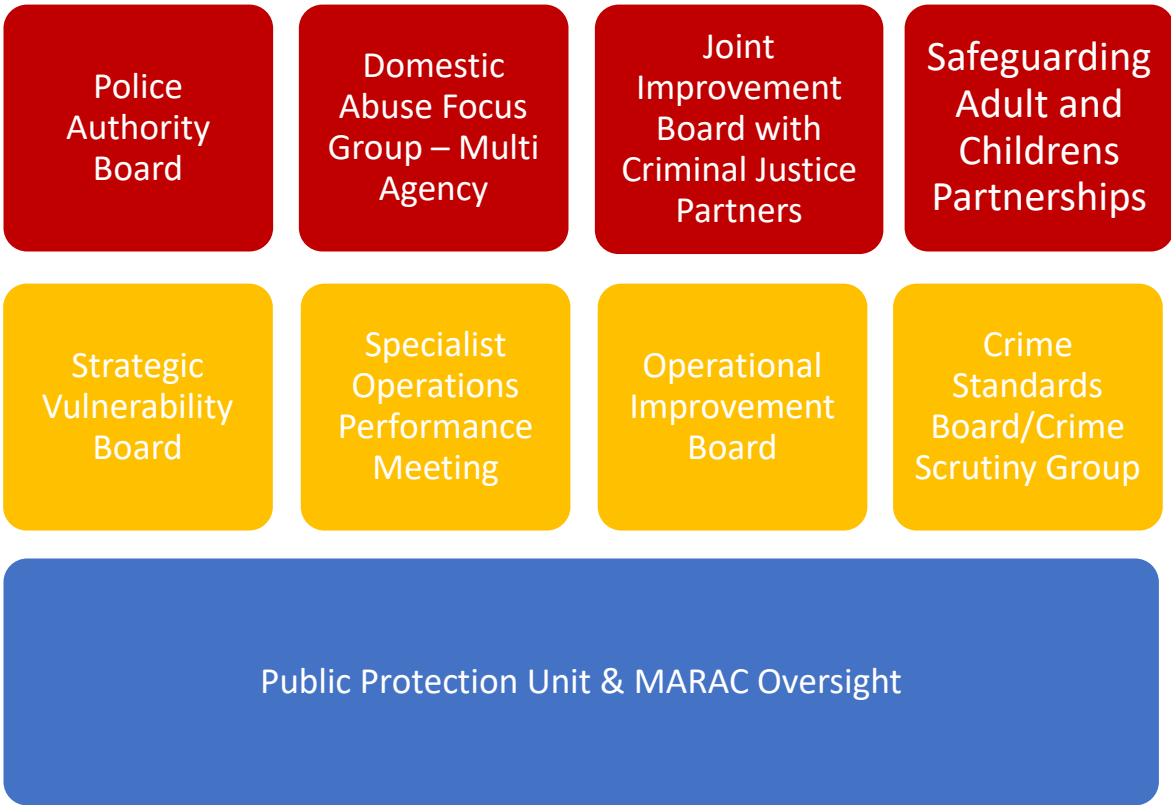 Police
Authority
Board
Domestic
Abuse Focus
Group – Multi
Agency
Joint
Improvement
Board with
Criminal Justice
Partners
Safeguarding
Adult and
Childrens
Partnerships
Strategic
Vulnerability
Board
Specialist
Operations
Performance
Meeting
Operational
Improvement
Board
Crime
Standards
Board/Crime
Scrutiny Group
Public Protection Unit & MARAC Oversight